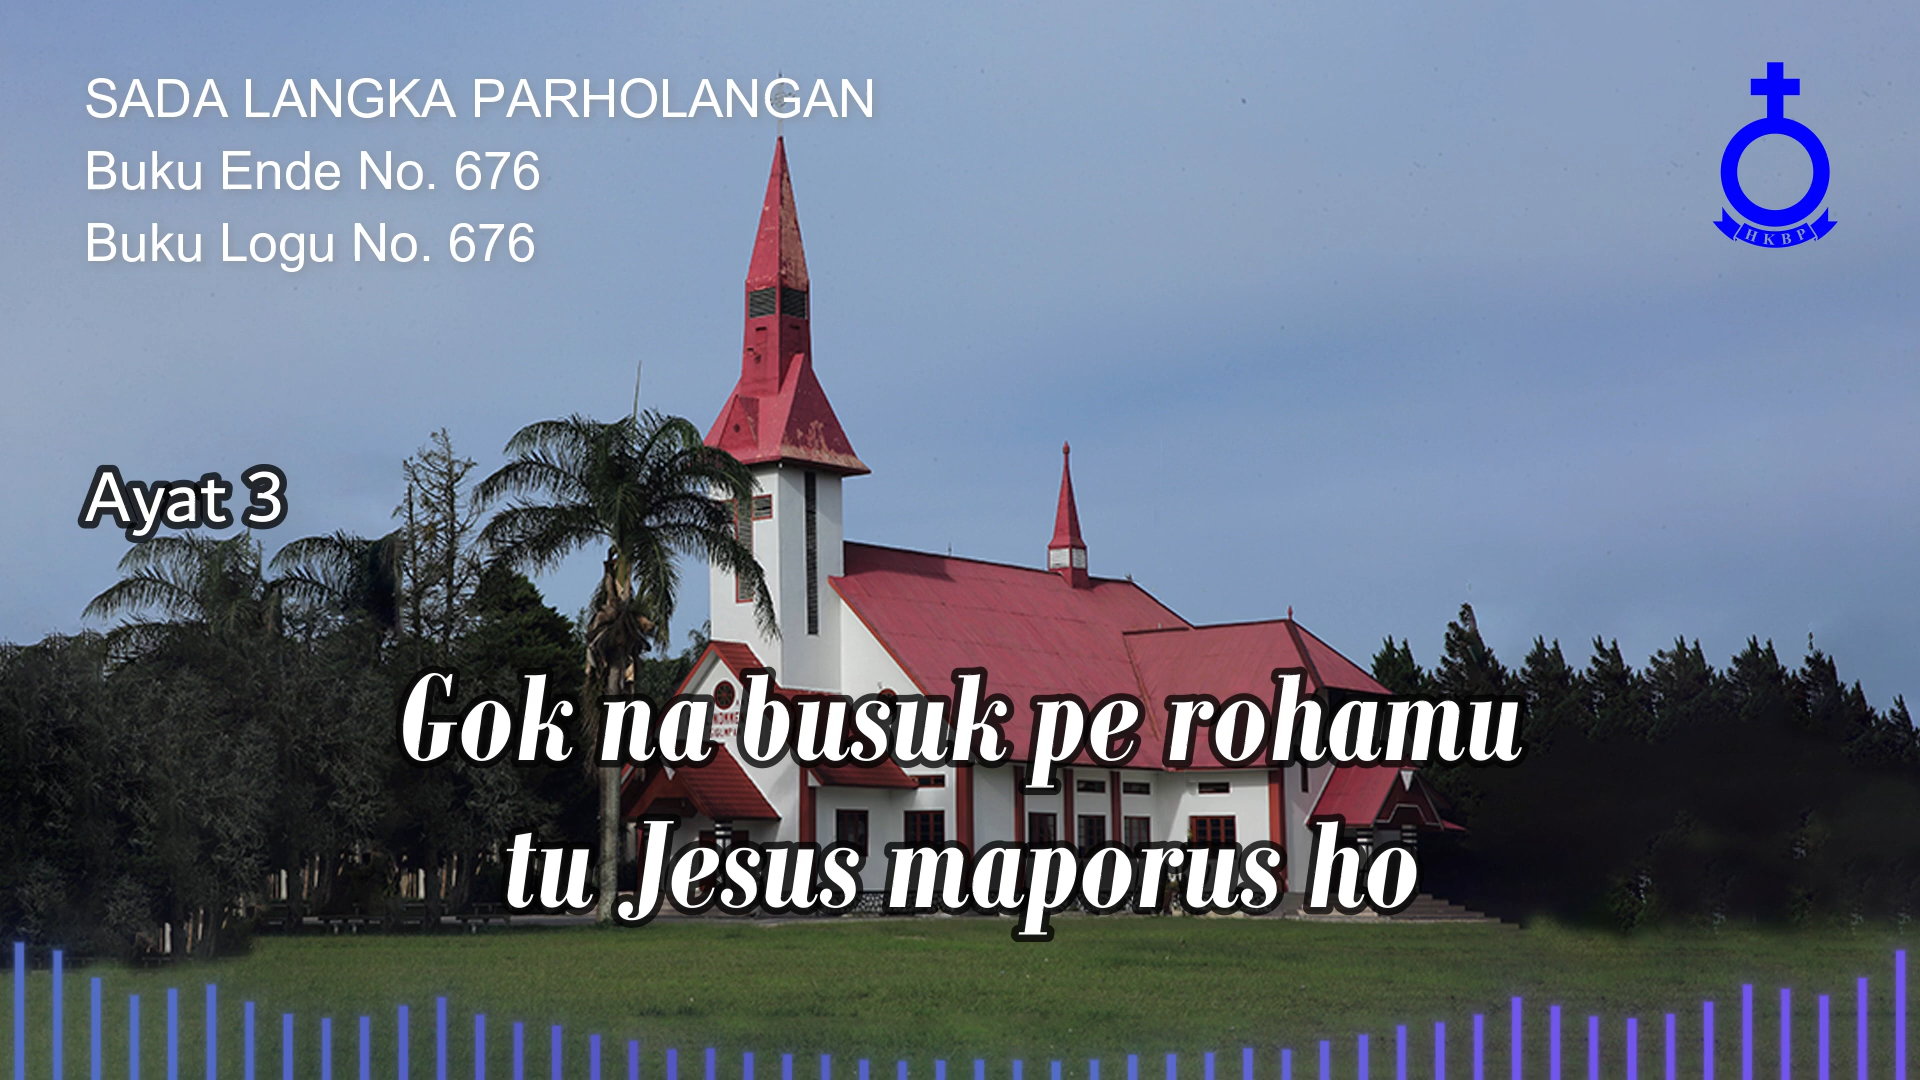 SADA LANGKA PARHOLANGAN
Buku Ende No. 676
Buku Logu No. 676
HKBP
Ayat 3
Gok na busuk pe rohamu
tu Jesus maporus ho